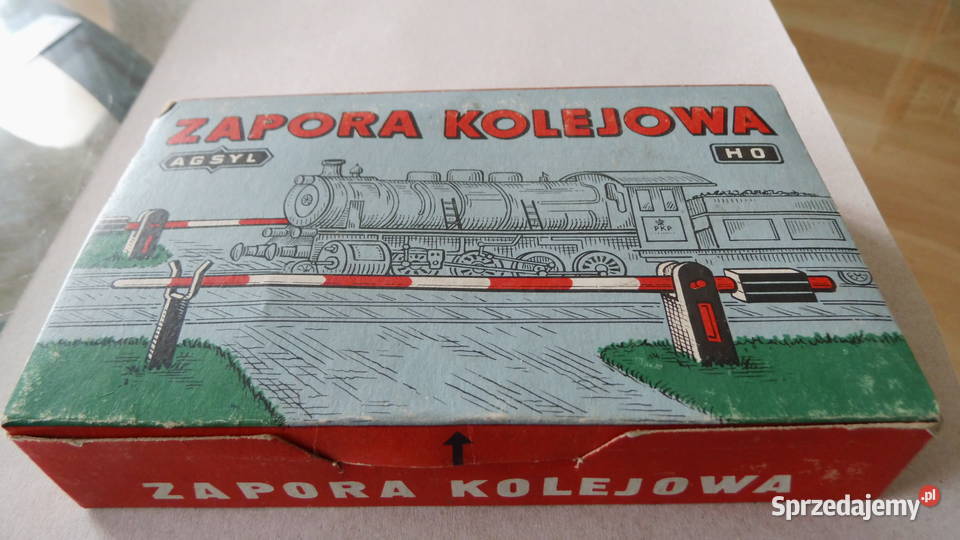 ZAPORA KOLEJOWA
AGSYL
HO
PKP
ZAPORA KOLEJOWA
Sprzedajemy.pl